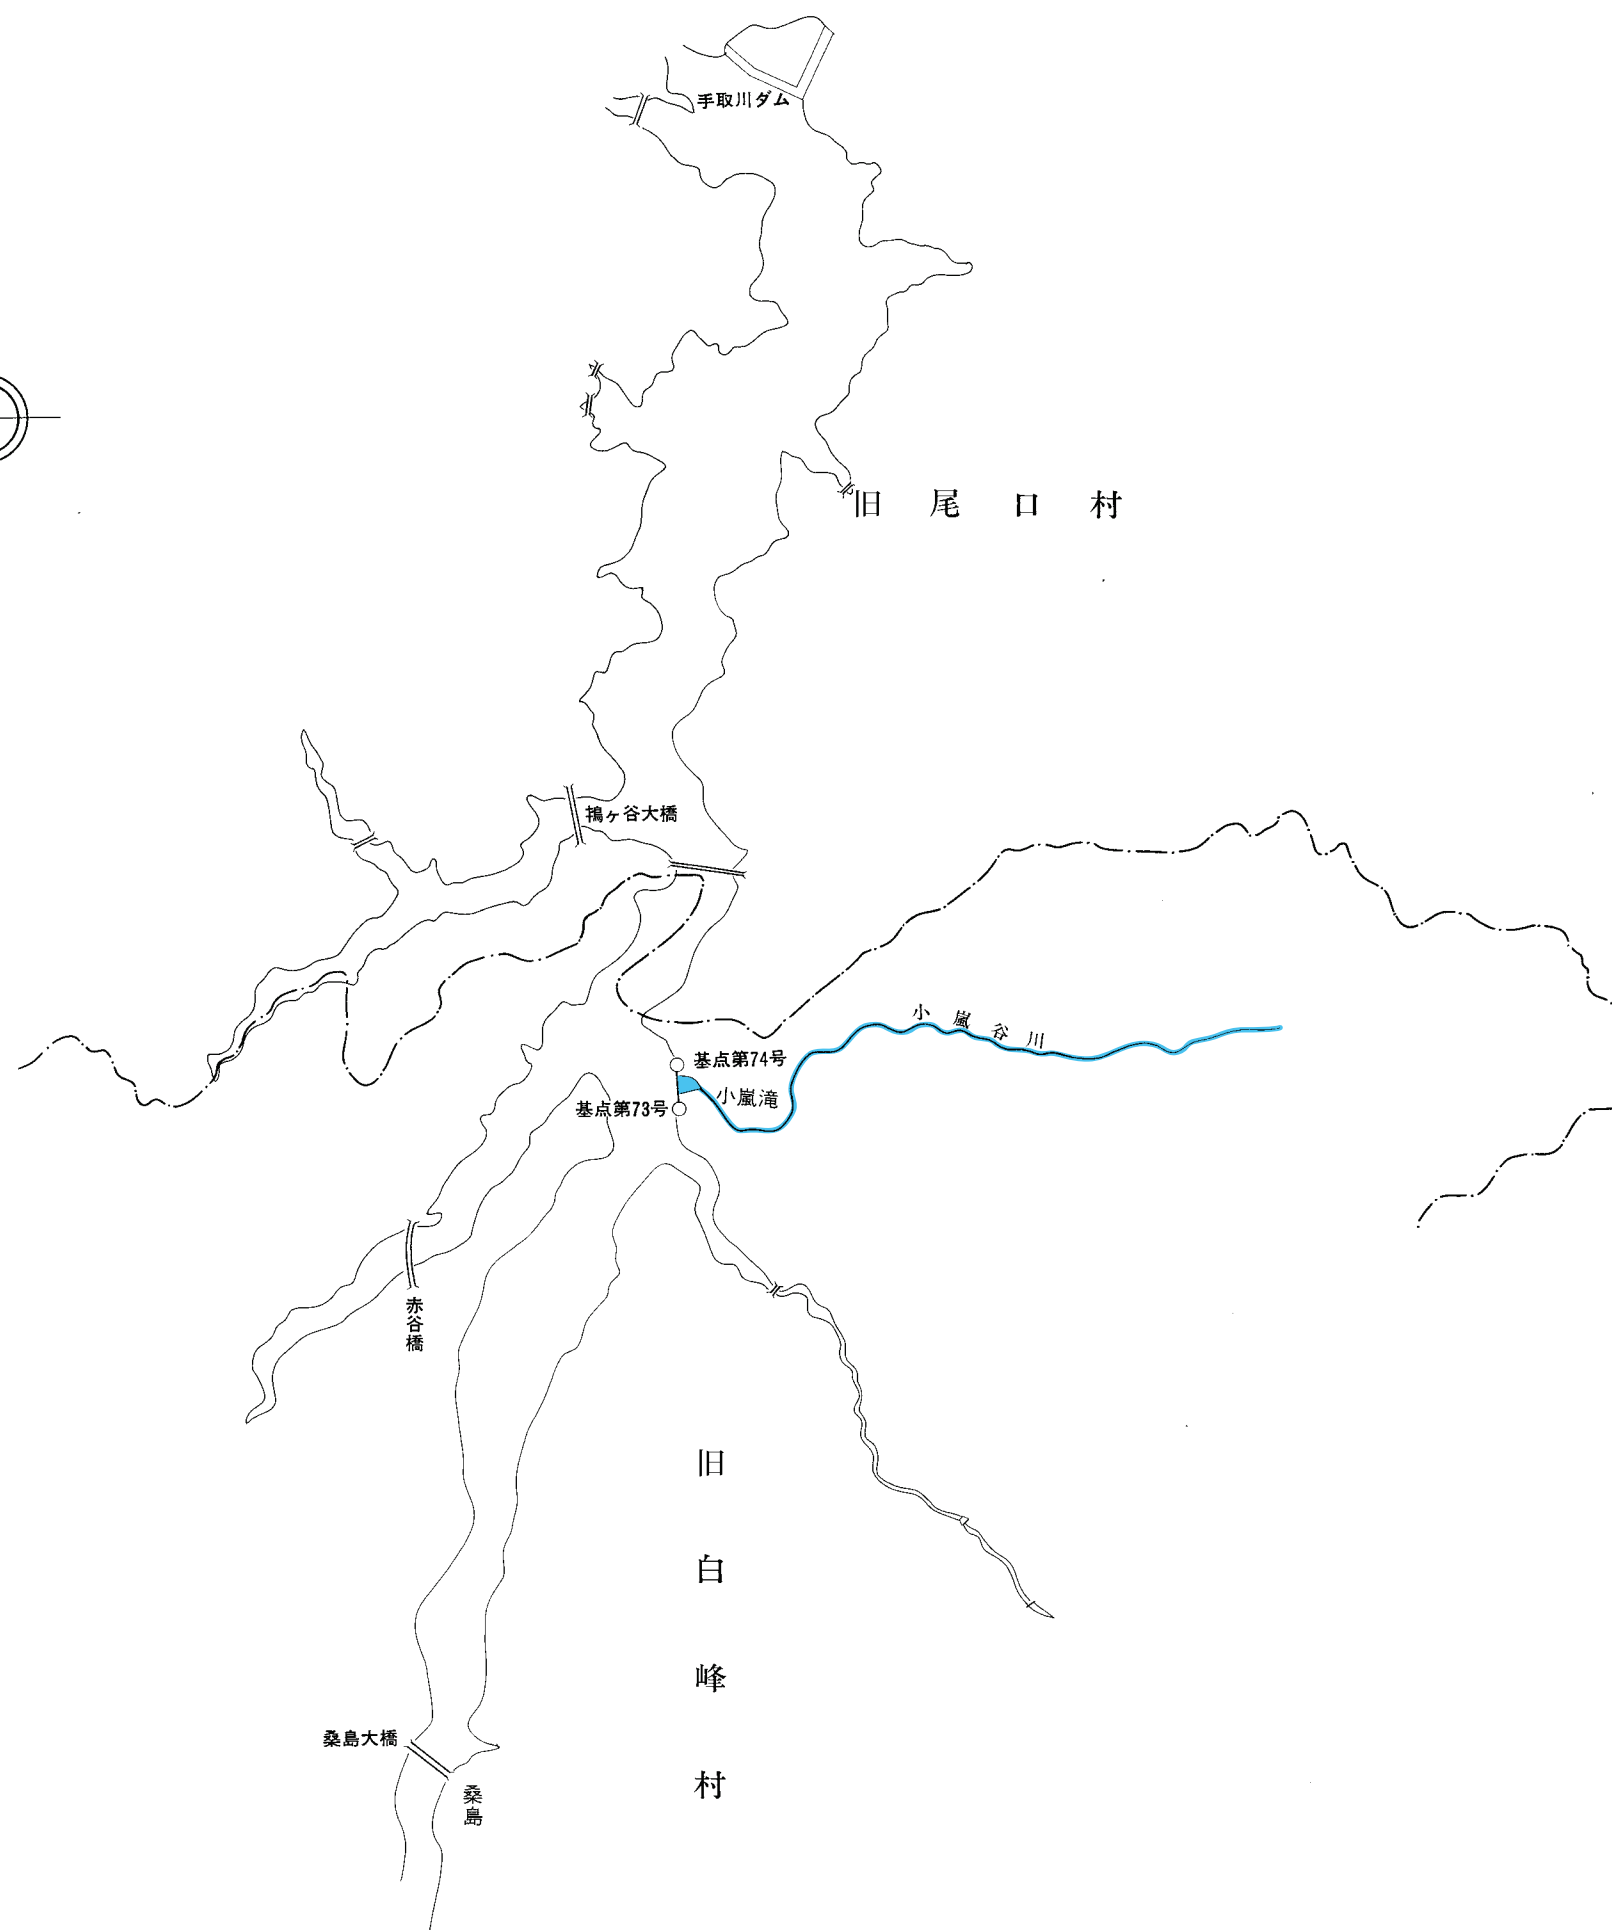 手取川ダム
旧尾口村
鴇ヶ谷大橋
小嵐谷川
基点第74号
小嵐滝
基点第73号
赤谷橋
旧白峰村
桑島大橋
桑島